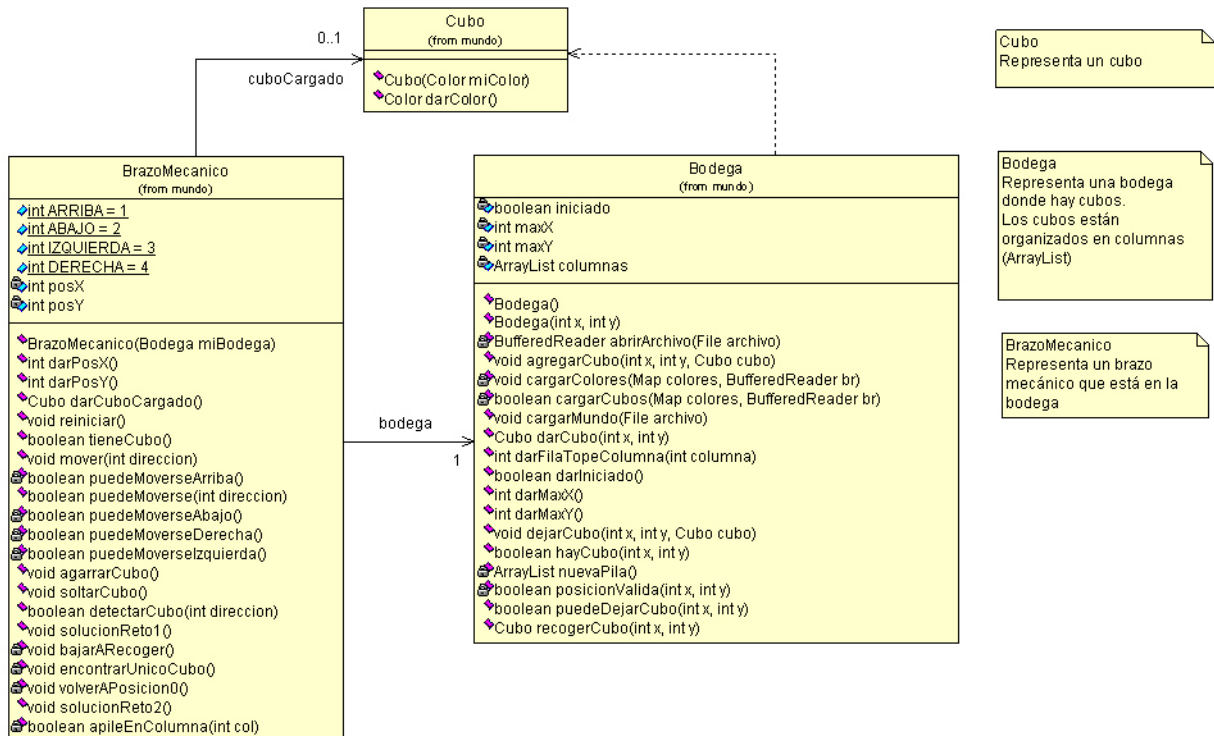 Cubo
(from mundo)
Cubo(Color miColor)
Color darColor()
0..1
cuboCargado
Cubo
Representa un cubo
BrazoMecanico
(from mundo)
int ARRIBA = 1
int ABAJO = 2
int IZQUIERDA = 3
int DERECHA = 4
int posX
int posY
BrazoMecanico(Bodega miBodega)
int darPosX()
int darPosY()
Cubo darCuboCargado()
void reiniciar()
boolean tieneCubo()
void mover(int direccion)
boolean puedeMoverseArriba()
boolean puedeMoverse(int direccion)
boolean puedeMoverseAbajo()
boolean puedeMoverseDerecha()
boolean puedeMoverseIzquierda()
void agarrarCubo()
void soltarCubo()
boolean detectarCubo(int direccion)
void solucionReto1()
void bajarARecoger()
void encontrarUnicoCubo()
void volverAPosicion0()
void solucionReto2()
boolean apileEnColumna(int col)
bodega
1
Bodega
(from mundo)
boolean iniciado
int maxX
int maxY
ArrayList columnas
Bodega()
Bodega(int x, int y)
BufferedReader abrirArchivo(File archivo)
void agregarCubo(int x, int y, Cubo cubo)
void cargarColores(Map colores, BufferedReader br)
boolean cargarCubos(Map colores, BufferedReader br)
void cargarMundo(File archivo)
Cubo darCubo(int x, int y)
int darFilaTopeColumna(int columna)
boolean darIniciado()
int darMaxX()
int darMaxY()
void dejarCubo(int x, int y, Cubo cubo)
boolean hayCubo(int x, int y)
ArrayList nuevaPila()
boolean posicionValida(int x, int y)
boolean puedeDejarCubo(int x, int y)
Cubo recogerCubo(int x, int y)
Bodega
Representa una bodega
donde hay cubos.
Los cubos están
organizados en columnas
(ArrayList)
BrazoMecanico
Representa un brazo
mecánico que está en la
bodega